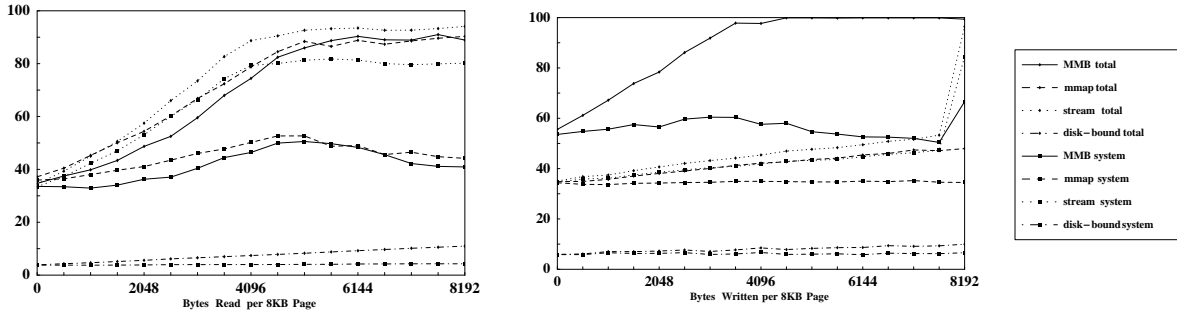 100
80
60
40
20
0
0 2048 4096 6144 8192
Bytes Read per 8KB Page
100
80
60
40
20
0
0 2048 4096 6144 8192
Bytes Written per 8KB Page
MMB total
mmap total
stream total
disk-bound total
MMB system
mmap system
stream system
disk-bound system